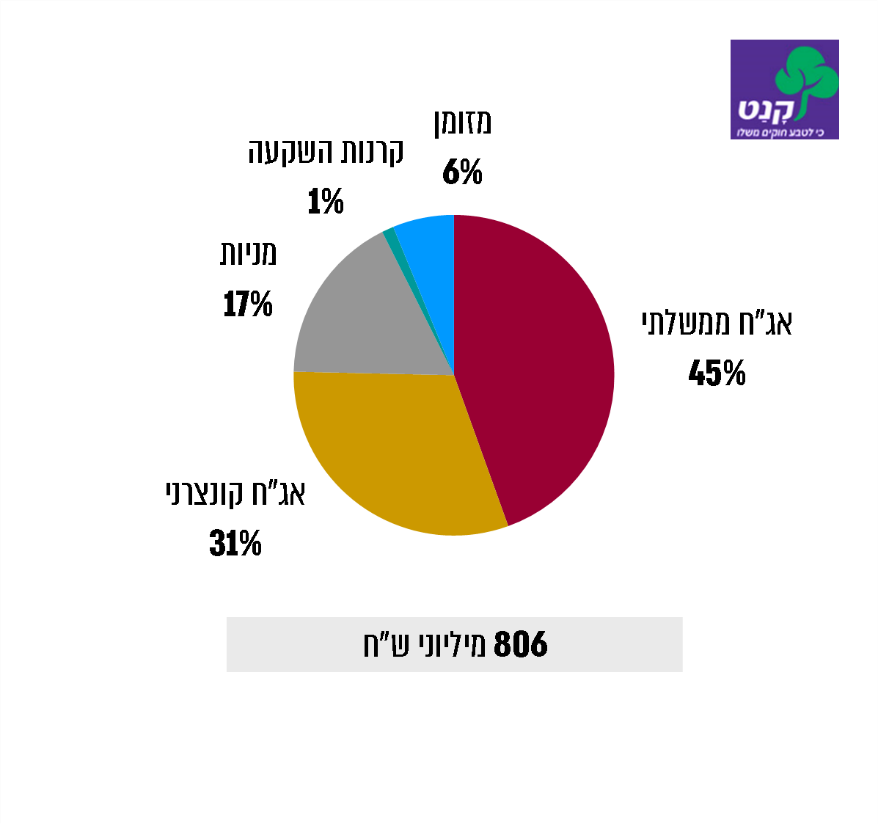 קָנַט
כי לטבע חוקים משלו
מזומן
6%
קרנות השקעה
1%
מניות
17%
אג"ח ממשלתי
45%
אג"ח קונצרני
31%
806 מיליוני ש"ח